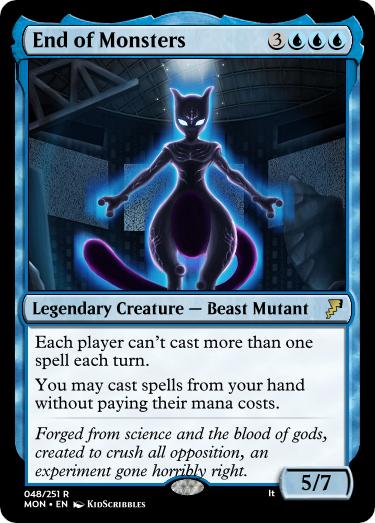 End of Monsters 3
Legendary Creature — Beast Mutant
Each player can't cast more than one
spell each turn.
You may cast spells from your hand
without paying their mana costs.
Forged from science and the blood of gods,
created to crush all opposition, an
experiment gone horribly right.
5/7
048/251 R It
MON • EN KidScribbles